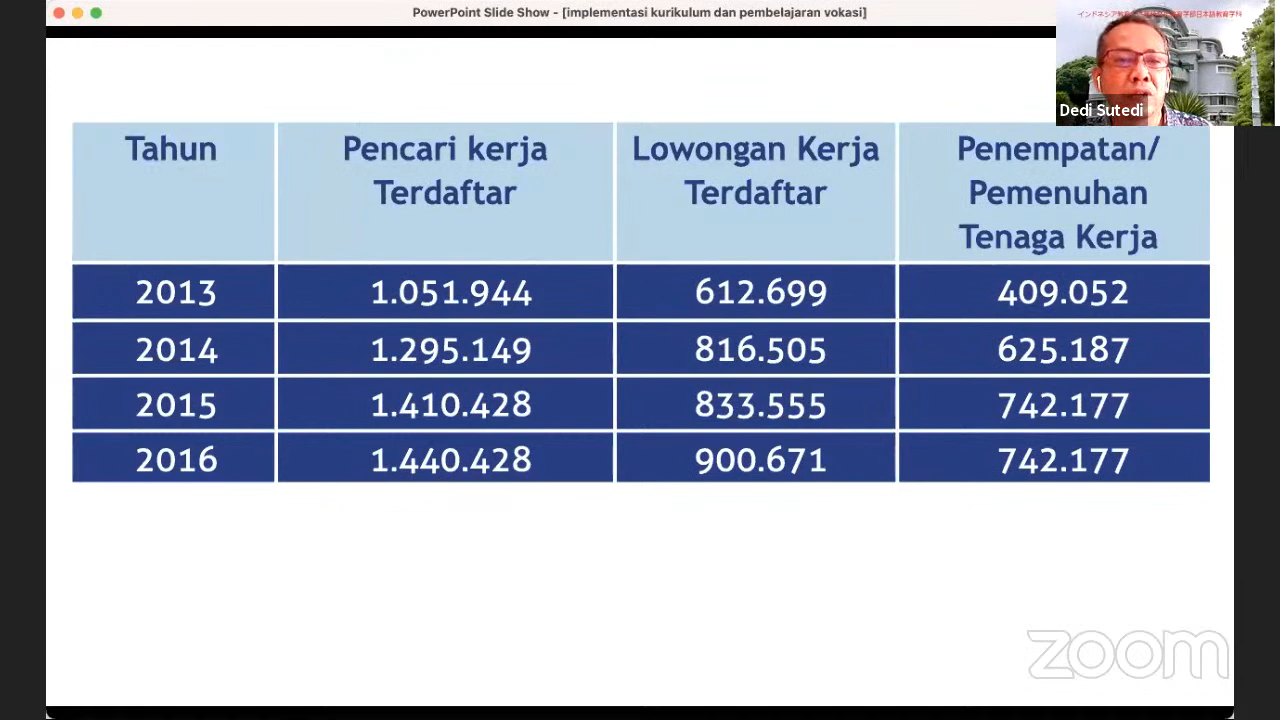 PowerPoint Slide Show - [implementasi kurikulum dan pembelajaran vokasi]
Dedi Sutedi
Tahun
Pencari kerja
Terdaftar
Lowongan Kerja
Terdaftar
Penempatan/
Pemenuhan
Tenaga Kerja
2013 1.051.944 612.699 409.052
2014 1.295.149 816.505 625.187
2015 1.410.428 833.555 742.177
2016 1.440.428 900.671 742.177
zoom